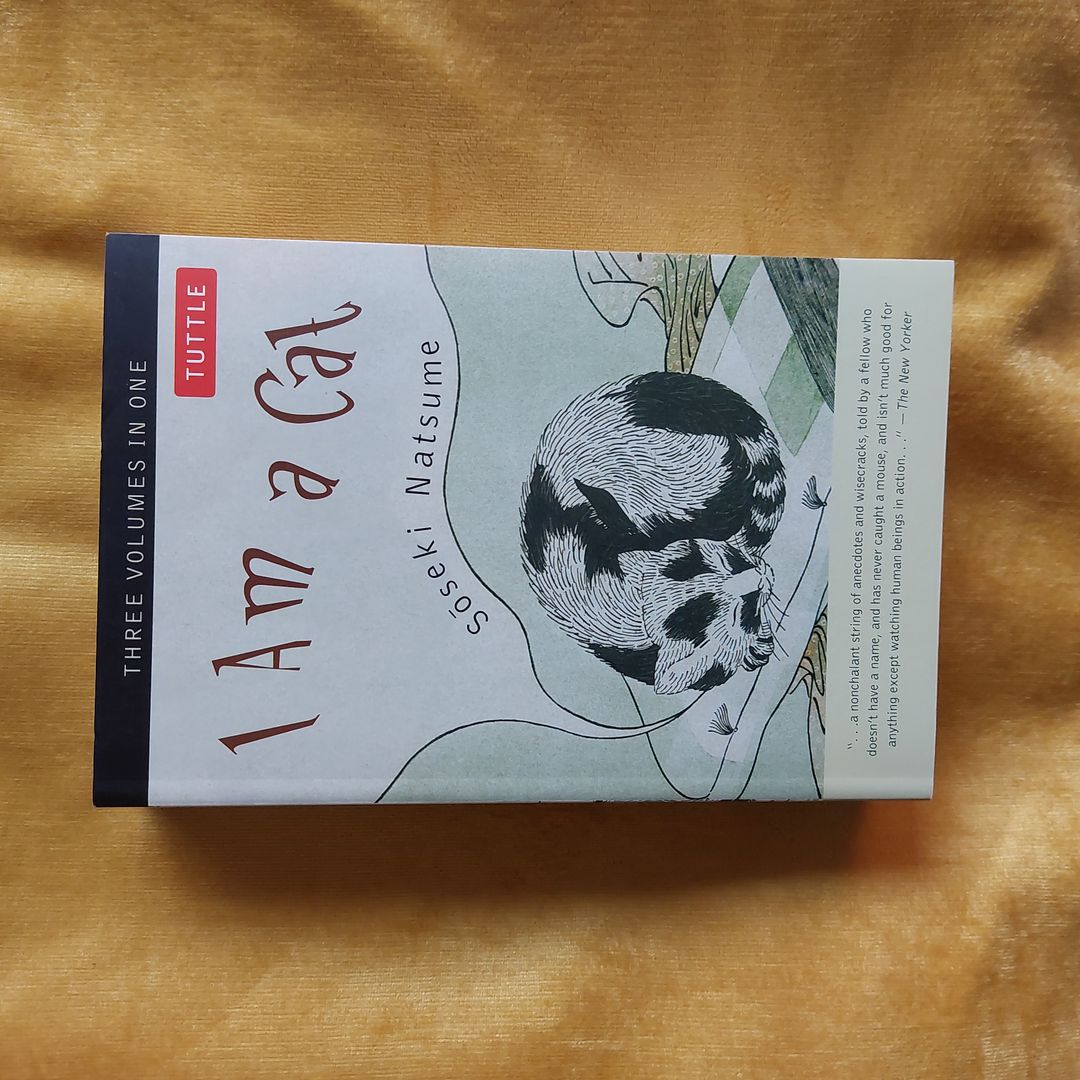 THREE VOLUMES IN ONE
TUTTLE
I Am a Cat
Sōseki Natsume
“. . .a nonchalant string of anecdotes and wisecracks, told by a fellow who
doesn’t have a name, and has never caught a mouse, and isn’t much good for
anything except watching human beings in action. . .” —The New Yorker